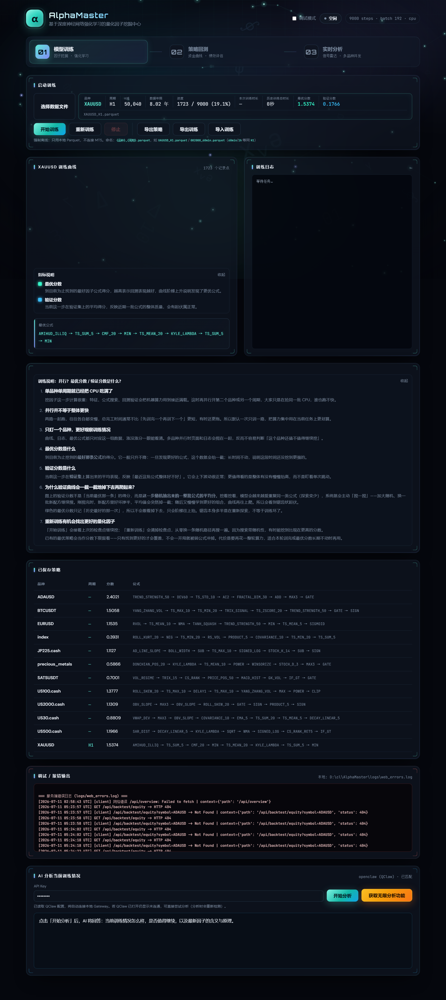 α
AlphaMaster
基于深度神经网络强化学习的量化因子挖掘中心
调试模式
空闲
9000 steps · batch 192 · cpu
01
模型训练
因子挖掘 · 强化学习
02
策略回测
资金曲线 · 绩效评估
03
实时分析
信号雷达 · 多品种并发
启动训练
选择数据文件
品种 周期 K线 数据年限 进度 本次训练时长 历史训练总时长 最优分数 验证分数
XAUUSD H1 50,040 8.02 年 1723 / 9000 (19.1%) — 0秒 1.5374 0.1766
XAUUSD_H1.parquet
开始训练 重新训练 停止 导出策略 导出训练 导入训练
强制离线：只用本地 Parquet，不连接 MT5。命名：{品种}_{周期}.parquet，如 XAUUSD_H1.parquet / 002008_60min.parquet（60min/1h 等同 H1）
XAUUSD 训练曲线
1723 个记录点
指标说明
收起
最优分数
到目前为止找到的最好因子公式得分，越高表示回测表现越好，曲线阶梯上升说明发现了更优公式。
验证分数
当前这一步在验证集上的平均得分，反映近期一批公式的整体质量，会有起伏属正常。
最优公式
AMIHUD_ILLIQ → TS_SUM_5 → CMF_20 → MIN → TS_MEAN_20 → KYLE_LAMBDA → TS_SUM_5
→ MIN
训练日志
—
等待任务…
训练说明：并行？最优分数 / 验证分数是什么？
收起
1. 单品种单周期就已经把 CPU 吃满了
挖因子这一步计算很重：特征、公式搜索、回测验证会把机器算力用到接近满载。这时再并行开第二个品种或另一个周期，大家只是在抢同一批 CPU，谁也跑不快。
2. 并行并不等于整体更快
两路一起跑，往往各自都变慢，总完工时间通常不比「先训完一个再训下一个」更短，有时还更拖。所以默认一次只训一路，把算力集中用在当前任务上更划算。
3. 只盯一个品种，更好观察训练情况
曲线、日志、最优公式都只对应这一组数据，涨没涨分一眼能看清。多品种并行时页面和日志会搅在一起，反而不容易判断「这个品种还值不值得继续挖」。
4. 最优分数是什么
到目前为止挖到的最好那条公式的得分。它一般只升不降：一旦发现更好的公式，这个数就会抬一截；长时间不动，说明这段时间还没挖到更强的。
5. 验证分数是什么
当前这一步在验证集上算出来的平均表现，反映「最近这批公式整体好不好」。它会上下波动很正常；更值得看的是整体有没有慢慢抬高，而不是盯着单次跳动。
6. 为什么验证曲线会一截一截地掉下去再爬起来？
图上的验证分数不是「当前最优那一条」的得分，而是这一步随机抽出来的一整批公式的平均分。挖着挖着，模型会越来越爱重复同一类公式（探索变少），系统就会主动「搅一搅」——加大随机、换一
批新配方继续搜。刚搅完时，新配方里好坏掺半，平均值会突然掉一截；随后又慢慢学到更好的组合，曲线再往上爬。所以会看到锯齿状起伏。
绿色的最优分数只记「历史最好的那一次」，所以不会跟着掉下去，只会阶梯往上抬。锯齿本身多半是在重新探索，不等于训练坏了。
7. 重新训练有机会找出更好的量化因子
「开始训练」会接着上次的检查点继续挖；「重新训练」会清掉检查点，从零换一条随机路径再搜一遍。因为搜索带随机性，有时能挖到比现在更高的分数。
已有的最优策略会当作分数下限留着——只有找到更好的才会覆盖，不会一开局就被弱公式冲掉。代价是要再花一整轮算力，适合本轮训完或最优分数长期不动时再用。
已保存策略
品种 周期 分数 公式
ADAUSD — 2.4021 TREND_STRENGTH_50 → DEV60 → TS_STD_10 → AC2 → FRACTAL_DIM_30 → ADD → MAX3 → GATE
BTCUSDT — 1.5058 YANG_ZHANG_VOL → TS_MAX_10 → TS_MIN_20 → TRIX_SIGNAL → TS_ZSCORE_20 → TREND_STRENGTH_50 → GATE → SIGN
EURUSD — 1.1535 RVOL → TS_MEAN_10 → WMA → TANH_SQUASH → TREND_STRENGTH_50 → MIN → TS_MEAN_5 → SIGMOID
index — 0.3931 ROLL_KURT_20 → NEG → TS_MIN_20 → RS_VOL → PRODUCT_5 → COVARIANCE_10 → TS_MIN_20 → TS_SUM_5
JP225.cash — 1.1127 AD_LINE_SLOPE → BOLL_WIDTH → SUB → TS_MAX_10 → SIGNED_LOG → STOCH_K_14 → SUB → SIGN
precious_metals — 0.5866 DONCHIAN_POS_20 → KYLE_LAMBDA → TS_MEAN_10 → POWER → WINSORIZE → STOCH_D_3 → MAX3 → GATE
SATSUSDT — 0.7001 VOL_REGIME → TRIX_15 → CS_RANK → PRICE_POS_50 → MACD_HIST → GK_VOL → IF_GT → GATE
US100.cash — 1.3777 ROLL_SKEW_20 → TS_MAX_10 → DELAY1 → TS_MAX_10 → YANG_ZHANG_VOL → MAX → POWER → CLIP
US2000.cash — 1.1309 OBV_SLOPE → MAX3 → OBV_SLOPE → ROLL_SKEW_20 → GATE → SIGN → PRODUCT_5 → SIGN
US30.cash — 0.8809 VWAP_DEV → MAX3 → OBV_SLOPE → COVARIANCE_10 → EMA_5 → TS_SUM_20 → TS_MEAN_5 → DECAY_LINEAR_5
US500.cash — 1.1966 SAR_DIST → DECAY_LINEAR_5 → KYLE_LAMBDA → SQRT → WMA → SIGNED_LOG → CS_RANK_RET5 → IF_GT
XAUUSD H1 1.5374 AMIHUD_ILLIQ → TS_SUM_5 → CMF_20 → MIN → TS_MEAN_20 → KYLE_LAMBDA → TS_SUM_5 → MIN
调试 / 报错输出
本地: D:\cl\AlphaMaster\logs\web_errors.log
=== 服务端错误日志 (logs/web_errors.log) ===
[2026-07-11 02:58:43 UTC] [client] 网络错误 /api/overview: Failed to fetch | context={'path': '/api/overview'}
[2026-07-11 05:23:57 UTC] GET /api/backtest/equity -> HTTP 404
[2026-07-11 05:23:57 UTC] [client] /api/backtest/equity?symbol=ADAUSD -> Not Found | context={'path': '/api/backtest/equity?symbol=ADAUSD', 'status': 404}
[2026-07-11 05:23:58 UTC] GET /api/backtest/equity -> HTTP 404
[2026-07-11 05:23:58 UTC] [client] /api/backtest/equity?symbol=ADAUSD -> Not Found | context={'path': '/api/backtest/equity?symbol=ADAUSD', 'status': 404}
[2026-07-11 05:24:02 UTC] GET /api/backtest/equity -> HTTP 404
[2026-07-11 05:24:02 UTC] [client] /api/backtest/equity?symbol=ADAUSD -> Not Found | context={'path': '/api/backtest/equity?symbol=ADAUSD', 'status': 404}
[2026-07-11 05:24:18 UTC] GET /api/backtest/equity -> HTTP 404
[2026-07-11 05:24:18 UTC] [client] /api/backtest/equity?symbol=ADAUSD -> Not Found | context={'path': '/api/backtest/equity?symbol=ADAUSD', 'status': 404}
[2026-07-11 05:24:22 UTC] GET /api/backtest/equity -> HTTP 404
AI 分析当前训练情况
openclaw (QClaw) · 已匹配
API Key
••••••••
开始分析
获取无限分析功能
已读取 QClaw 配置，将自动连接本地 Gateway。若 QClaw 已打开仍显示未连通，可直接尝试分析（分析时会重新检测）。
点击「开始分析」后，AI 将回答：当前训练情况怎么样，是否值得继续，以及最新因子的含义与原理。